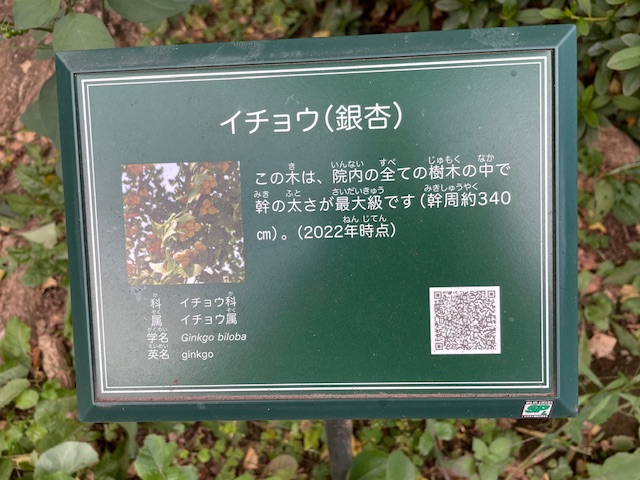 イチョウ(銀杏)
この木は、院内の全ての樹木の中で
幹の太さが最大級です(幹周約340
㎝)。(2022年時点)
科 イチョウ科
属 イチョウ属
学名 Ginkgo biloba
英名 ginkgo